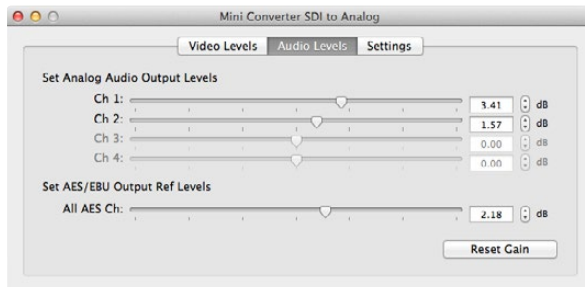 Mini Converter SDI to Analog
Video Levels Audio Levels Settings
Set Analog Audio Output Levels
Ch 1: 3.41 dB
Ch 2: 1.57 dB
Ch 3: 0.00 dB
Ch 4: 0.00 dB
Set AES/EBU Output Ref Levels
All AES Ch: 2.18 dB
Reset Gain